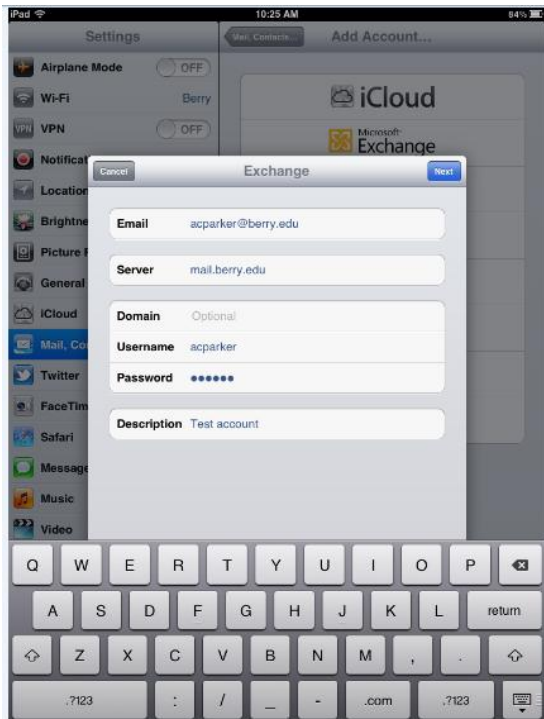 iPad 10:25 AM 84%
Settings Mail, Contacts... Add Account...
Airplane Mode OFF
Wi-Fi Berry
VPN VPN OFF
Notificat
Location
Brightne
Picture F
General
iCloud
Mail, Co
Twitter
FaceTim
Safari
Message
Music
Video
iCloud
Microsoft
Exchange
Cancel Exchange Next
Email acparker@berry.edu
Server mail.berry.edu
Domain Optional
Username acparker
Password ●●●●●●
Description Test account
Q W E R T Y U I O P
A S D F G H J K L return
Z X C V B N M , .
.?123 : / _ - .com .?123